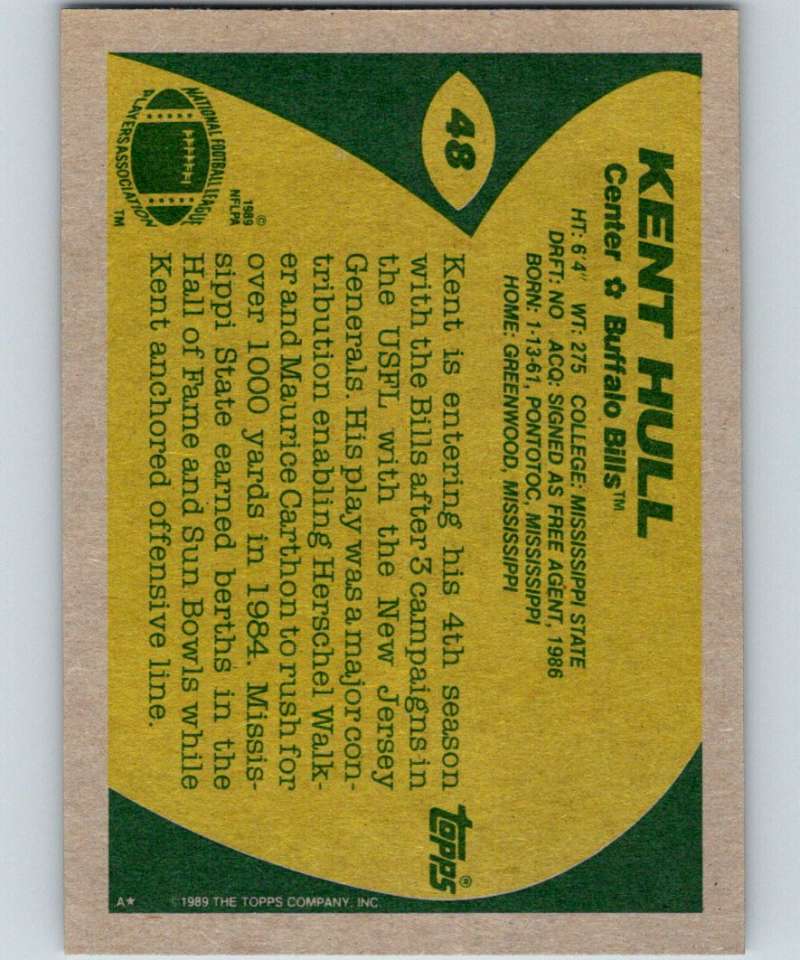 48
KENT HULL
Center ✩ Buffalo Bills™
HT: 6'4" WT: 275 COLLEGE: MISSISSIPPI STATE
DRFT: NO ACQ: SIGNED AS FREE AGENT, 1986
BORN: 1-13-61, PONTOTOC, MISSISSIPPI
HOME: GREENWOOD, MISSISSIPPI
Kent is entering his 4th season
with the Bills after 3 campaigns in
the USFL with the New Jersey
Generals. His play was a major con-
tribution enabling Herschel Walk-
er and Maurice Carthon to rush for
over 1000 yards in 1984. Missis-
sippi State earned berths in the
Hall of Fame and Sun Bowls while
Kent anchored offensive line.
©
1989
NFLPA
NATIONAL FOOTBALL LEAGUE
PLAYERS ASSOCIATION
™
topps®
A★ ©1989 THE TOPPS COMPANY, INC.